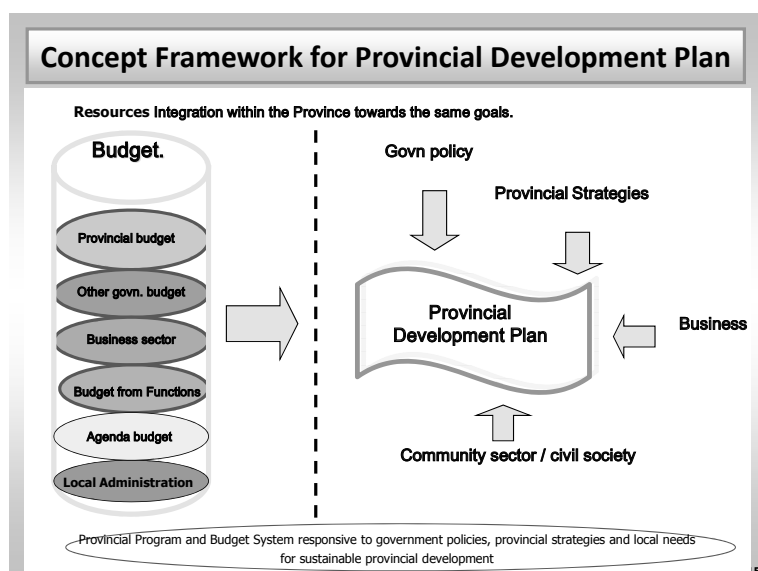 Concept Framework for Provincial Development Plan
Resources Integration within the Province towards the same goals.
Budget.
Provincial budget
Other govn. budget
Business sector
Budget from Functions
Agenda budget
Local Administration
Govn policy
Provincial Strategies
Provincial
Development Plan
Business
Community sector / civil society
Provincial Program and Budget System responsive to government policies, provincial strategies and local needs
for sustainable provincial development